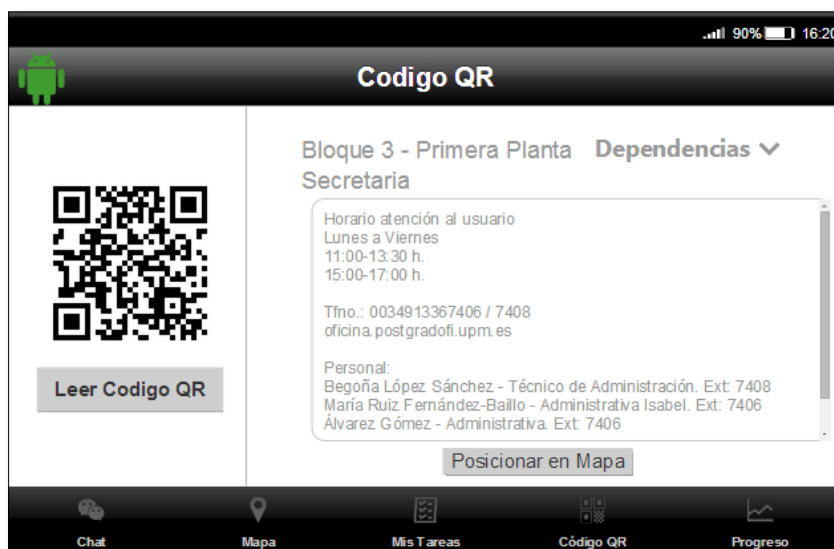 90% 16:20
Codigo QR
Bloque 3 - Primera Planta Dependencias
Secretaria
Horario atención al usuario
Lunes a Viernes
11:00-13:30 h.
15:00-17:00 h.
Tfno.: 0034913367406 / 7408
oficina.postgradofi.upm.es
Personal:
Begoña López Sánchez - Técnico de Administración. Ext: 7408
María Ruiz Fernández-Baillo - Administrativa Isabel. Ext: 7406
Álvarez Gómez - Administrativa. Ext: 7406
Leer Codigo QR
Posicionar en Mapa
Chat Mapa Mis Tareas Código QR Progreso